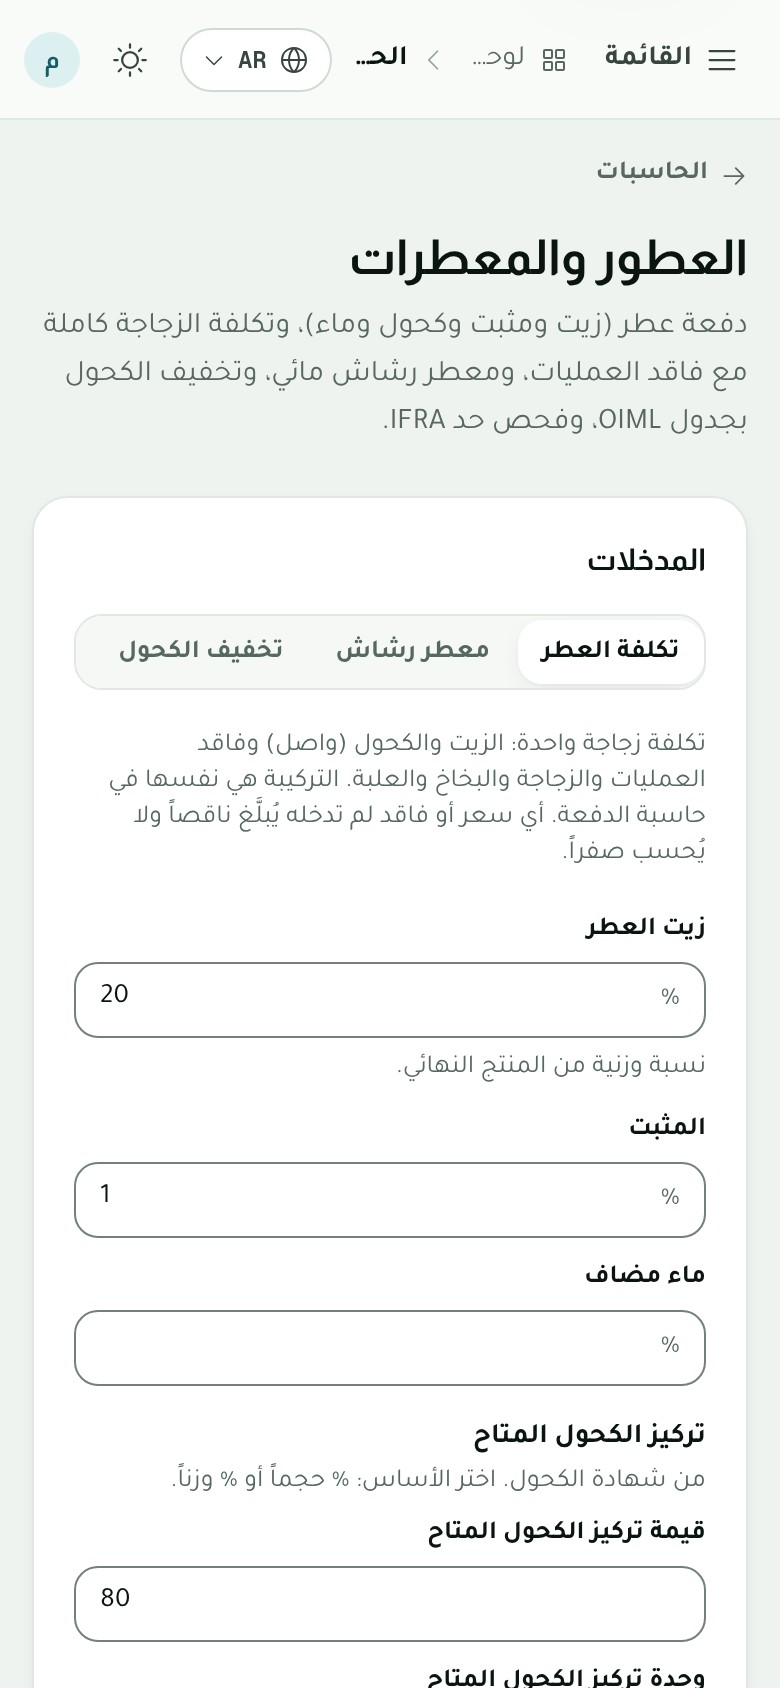 القائمة
لوحـ...
الحـ...
AR
م
الحاسبات
العطور والمعطرات
دفعة عطر (زيت ومثبت وكحول وماء)، وتكلفة الزجاجة كاملة
مع فاقد العمليات، ومعطر رشاش مائي، وتخفيف الكحول
بجدول OIML، وفحص حد IFRA.
المدخلات
تكلفة العطر
معطر رشاش
تخفيف الكحول
تكلفة زجاجة واحدة: الزيت والكحول (واصل) وفاقد
العمليات والزجاجة والبخاخ والعلبة. التركيبة هي نفسها في
حاسبة الدفعة. أي سعر أو فاقد لم تدخله يُبلَّغ ناقصاً ولا
يُحسب صفراً.
زيت العطر
% 20
نسبة وزنية من المنتج النهائي.
المثبت
% 1
ماء مضاف
%
تركيز الكحول المتاح
من شهادة الكحول. اختر الأساس: % حجماً أو % وزناً.
قيمة تركيز الكحول المتاح
80
وحدة تركيز الكحول المتاح